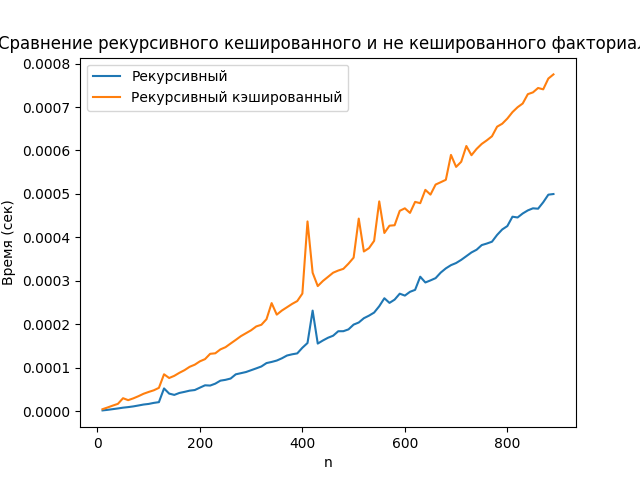 Сравнение рекурсивного кешированного и не кешированного факториал
0.0008
0.0007
0.0006
0.0005
0.0004
0.0003
0.0002
0.0001
0.0000
Время (сек)
Рекурсивный
Рекурсивный кэшированный
0 200 400 600 800
n